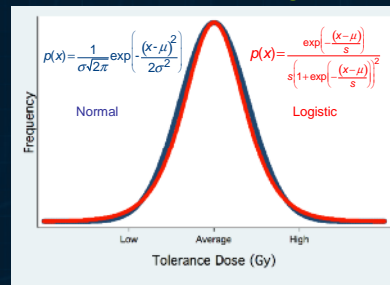 p(x) = 1/(σ√2π) exp(-(x-μ)²/(2σ²))
Normal
p(x) = exp(-(x-μ)/s) / (s(1+exp(-(x-μ)/s))²)
Logistic
Frequency
Low Average High
Tolerance Dose (Gy)